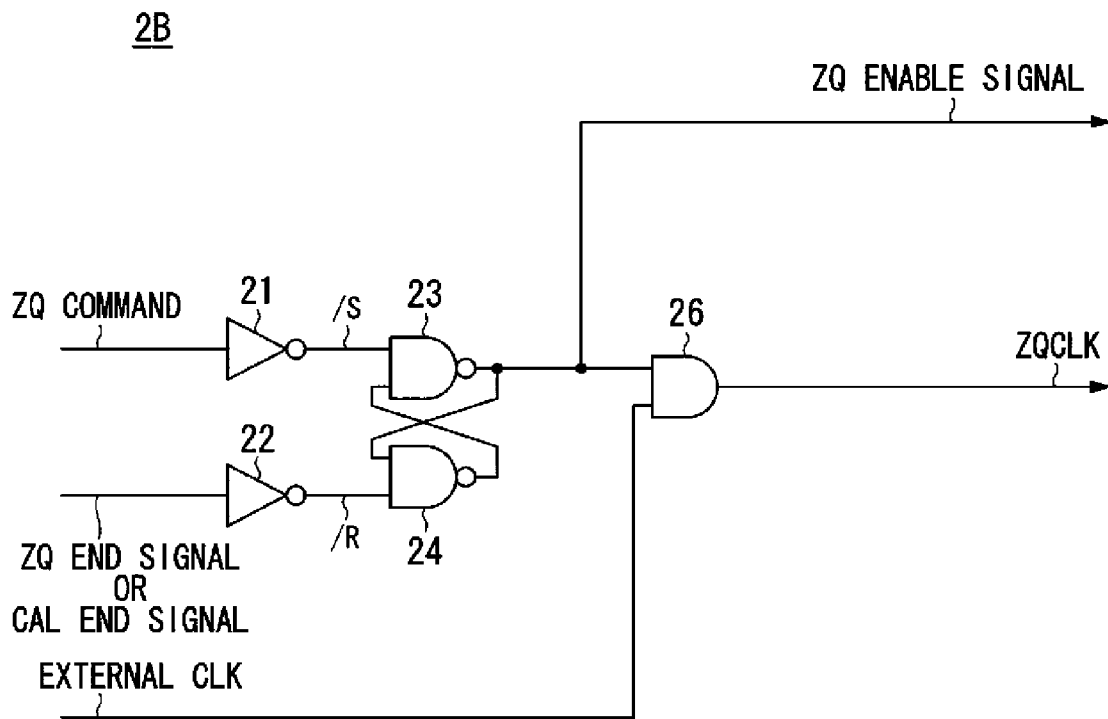 2B
ZQ ENABLE SIGNAL
21
/S
23
ZQ COMMAND
26
ZQCLK
22
/R
24
ZQ END SIGNAL
OR
CAL END SIGNAL
EXTERNAL CLK